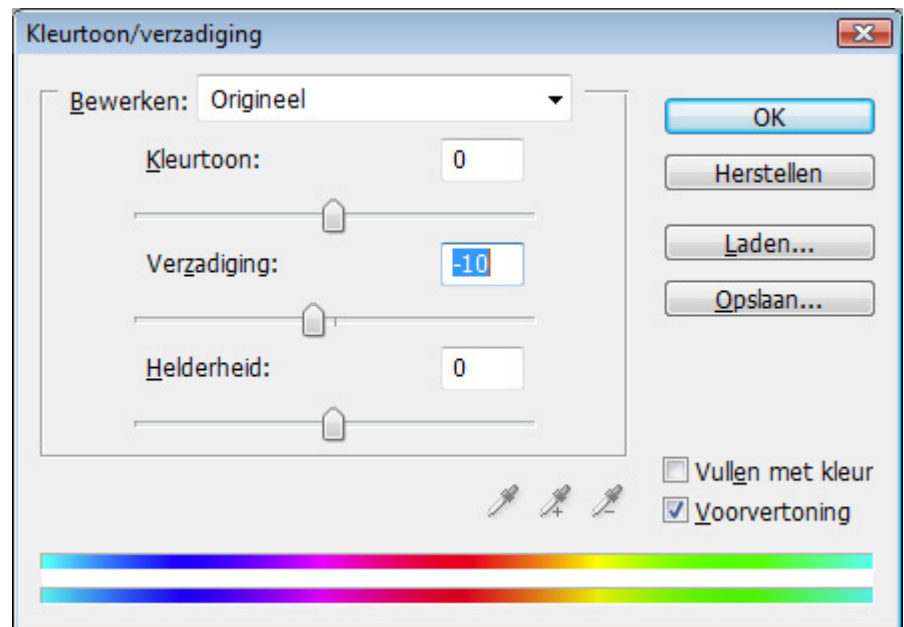 Kleurtoon/verzadiging
Bewerken: Origineel
OK
Kleurtoon: 0
Herstellen
Verzadiging: -10
Laden...
Opslaan...
Helderheid: 0
Vullen met kleur
Voorvertoning